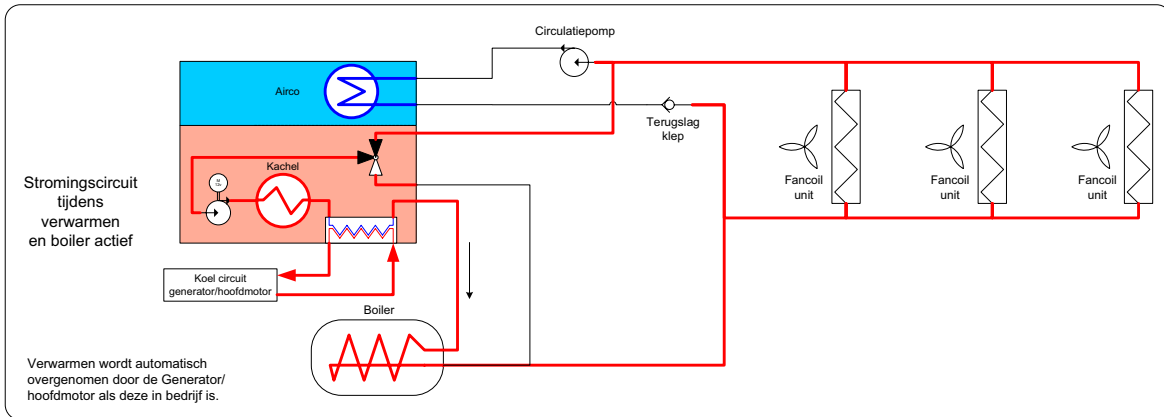 Circulatiepomp
Airco
Terugslag
klep
Kachel
M
12v
Stromingscircuit
tijdens
verwarmen
en boiler actief
Fancoil
unit
Fancoil
unit
Fancoil
unit
Koel circuit
generator/hoofdmotor
Boiler
Verwarmen wordt automatisch
overgenomen door de Generator/
hoofdmotor als deze in bedrijf is.